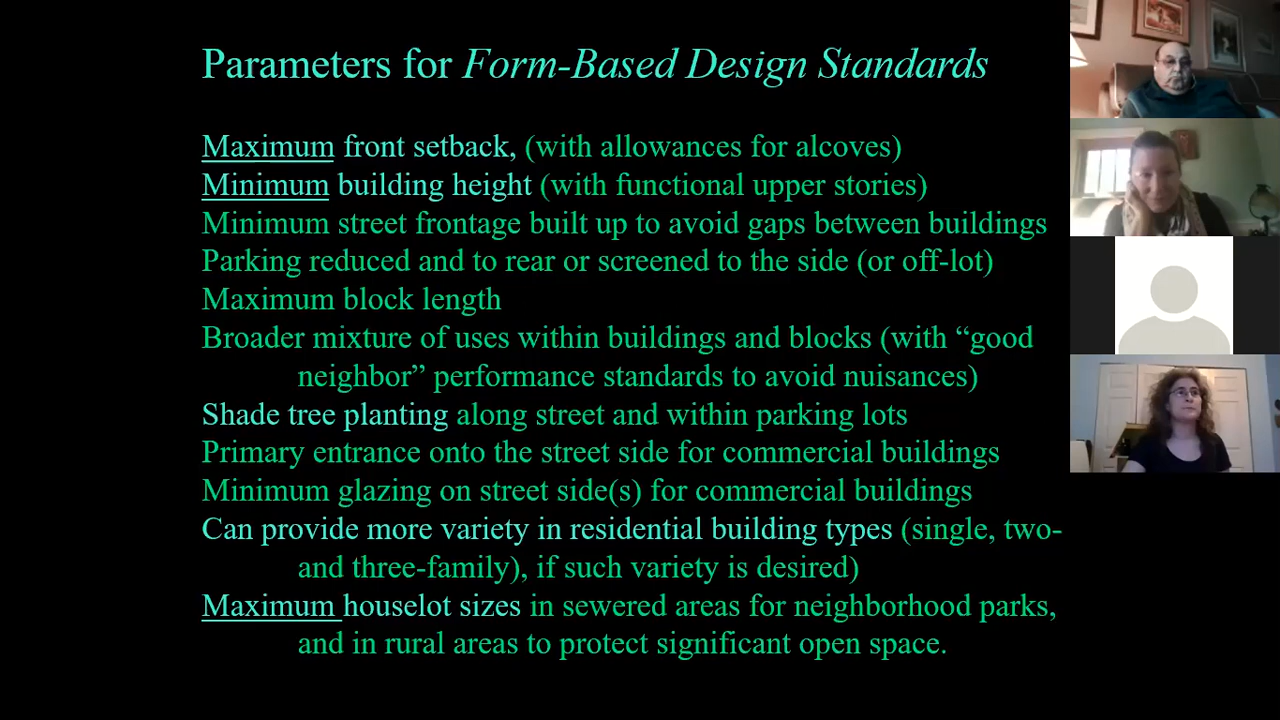 Parameters for Form-Based Design Standards
Maximum front setback, (with allowances for alcoves)
Minimum building height (with functional upper stories)
Minimum street frontage built up to avoid gaps between buildings
Parking reduced and to rear or screened to the side (or off-lot)
Maximum block length
Broader mixture of uses within buildings and blocks (with “good
neighbor” performance standards to avoid nuisances)
Shade tree planting along street and within parking lots
Primary entrance onto the street side for commercial buildings
Minimum glazing on street side(s) for commercial buildings
Can provide more variety in residential building types (single, two-
and three-family), if such variety is desired)
Maximum houselot sizes in sewered areas for neighborhood parks,
and in rural areas to protect significant open space.